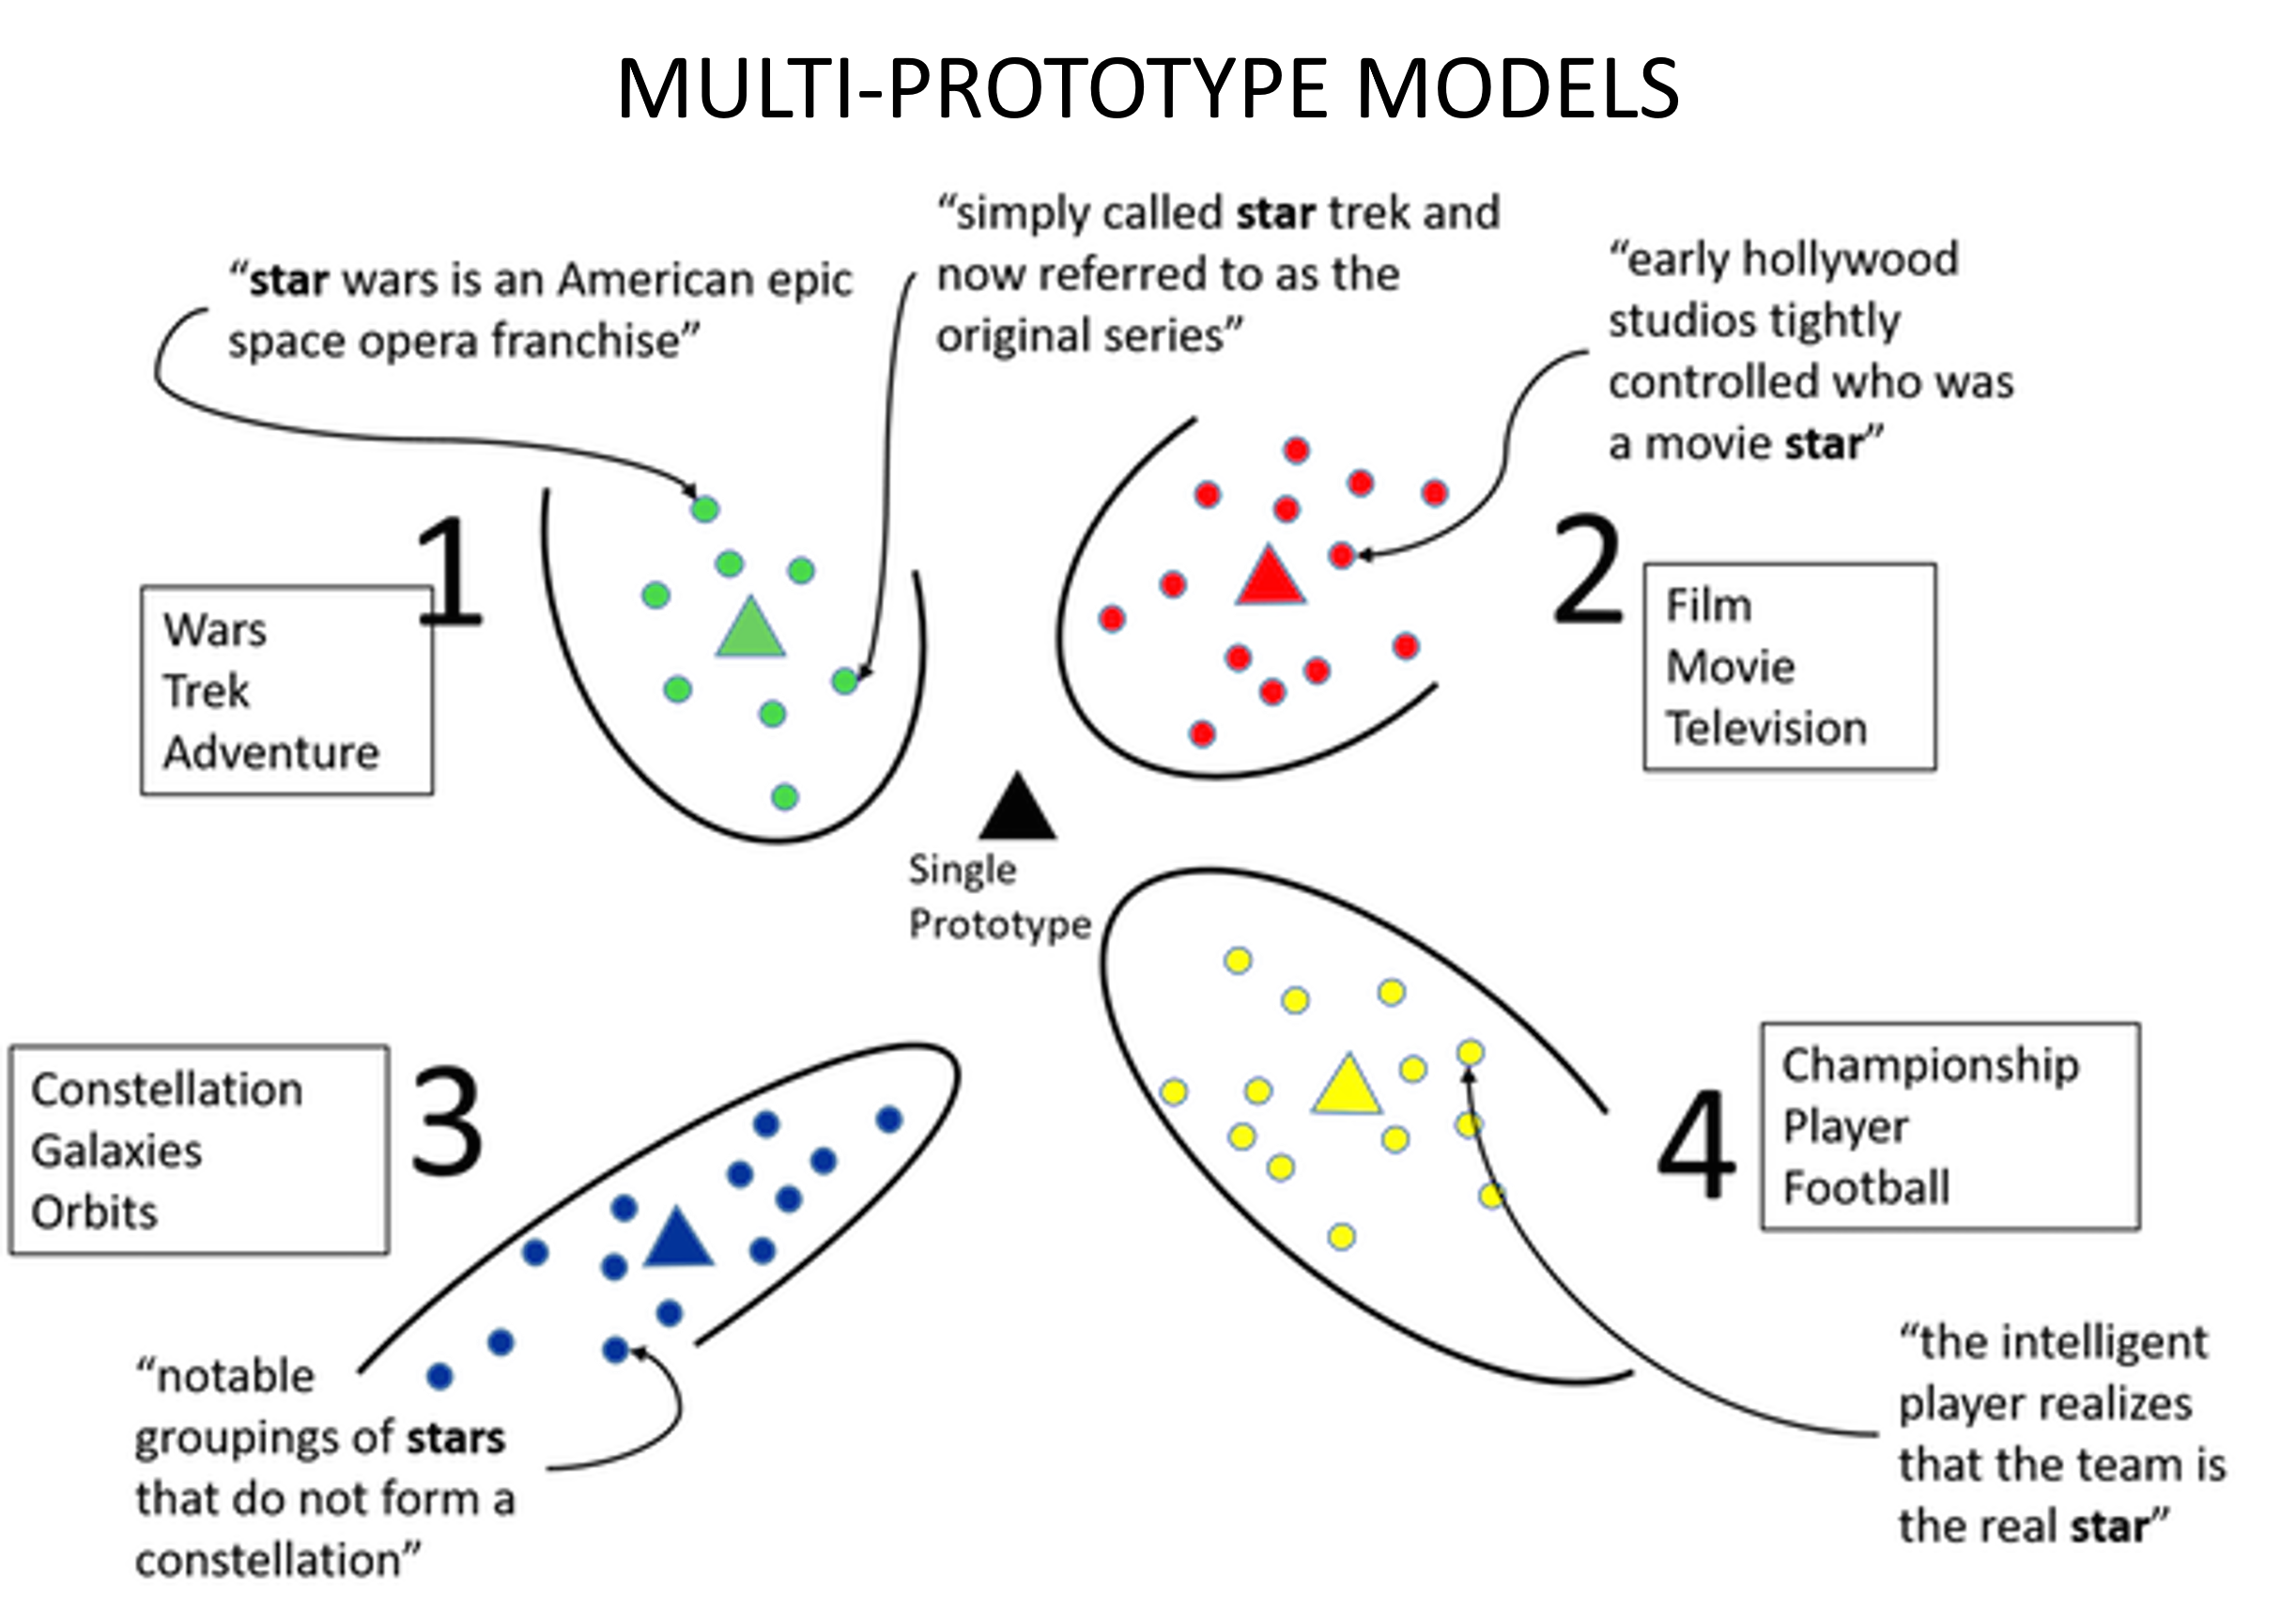 MULTI-PROTOTYPE MODELS
“star wars is an American epic
space opera franchise”
“simply called star trek and
now referred to as the
original series”
“early hollywood
studios tightly
controlled who was
a movie star”
1
Wars
Trek
Adventure
2
Film
Movie
Television
Single
Prototype
3
Constellation
Galaxies
Orbits
4
Championship
Player
Football
“notable
groupings of stars
that do not form a
constellation”
“the intelligent
player realizes
that the team is
the real star”